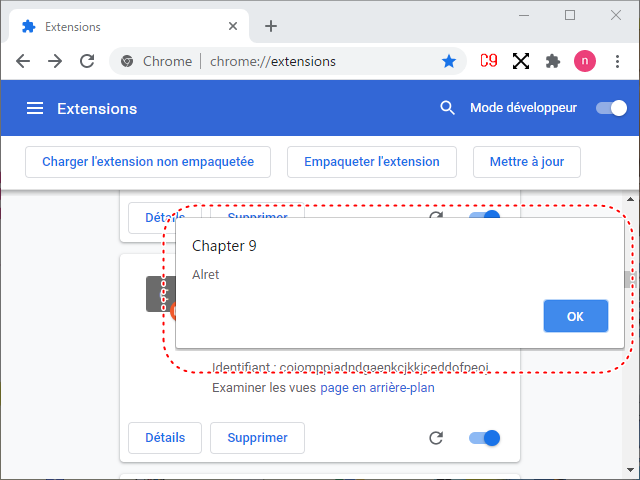 Extensions
Chrome | chrome://extensions
C9
n
Extensions
Mode développeur
Charger l'extension non empaquetée
Empaqueter l'extension
Mettre à jour
Détails
Supprimer
Chapter 9
Alret
OK
Identifiant :
Examiner les vues page en arrière-plan
Détails
Supprimer